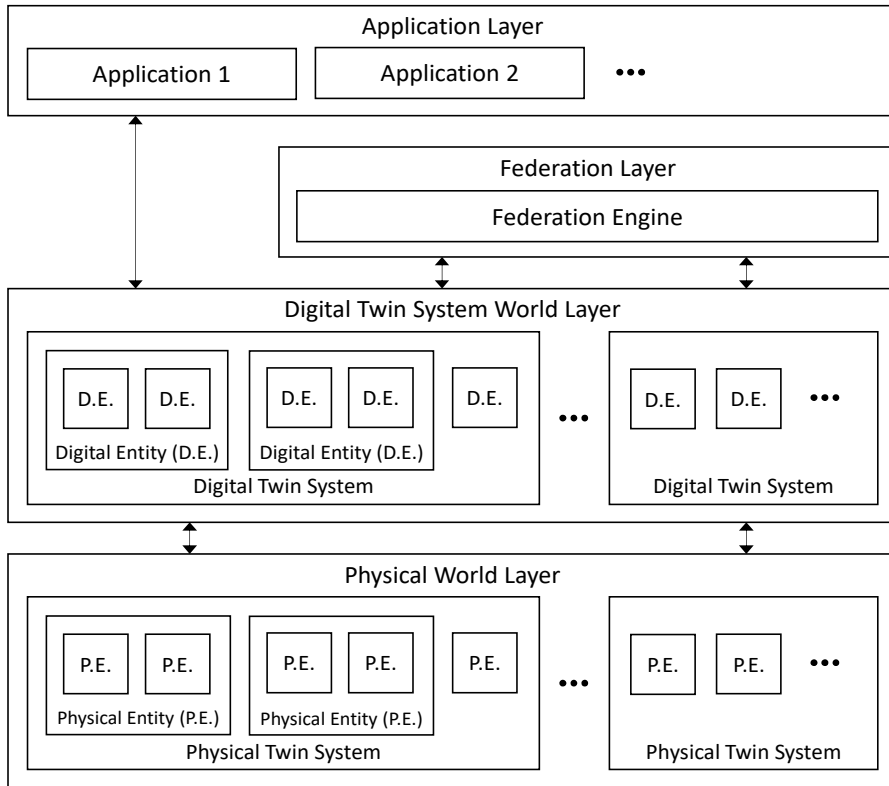 Application Layer
Application 1
Application 2
•••
Federation Layer
Federation Engine
Digital Twin System World Layer
D.E. D.E. D.E. D.E. D.E. ••• D.E. D.E. •••
Digital Entity (D.E.) Digital Entity (D.E.)
Digital Twin System Digital Twin System
Physical World Layer
P.E. P.E. P.E. P.E. P.E. ••• P.E. P.E. •••
Physical Entity (P.E.) Physical Entity (P.E.)
Physical Twin System Physical Twin System